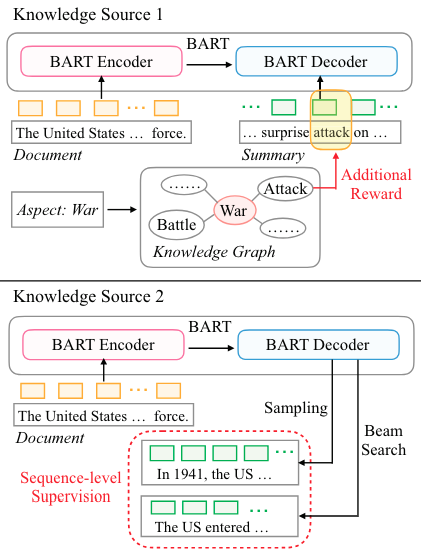 Knowledge Source 1
BART
BART Encoder
BART Decoder
The United States … force.
… surprise attack on …
Document
Summary
Additional
Reward
Aspect: War
……
Attack
War
Battle
……
Knowledge Graph
Knowledge Source 2
BART
BART Encoder
BART Decoder
The United States … force.
Document
Sampling
Beam
Search
Sequence-level
Supervision
In 1941, the US …
The US entered …